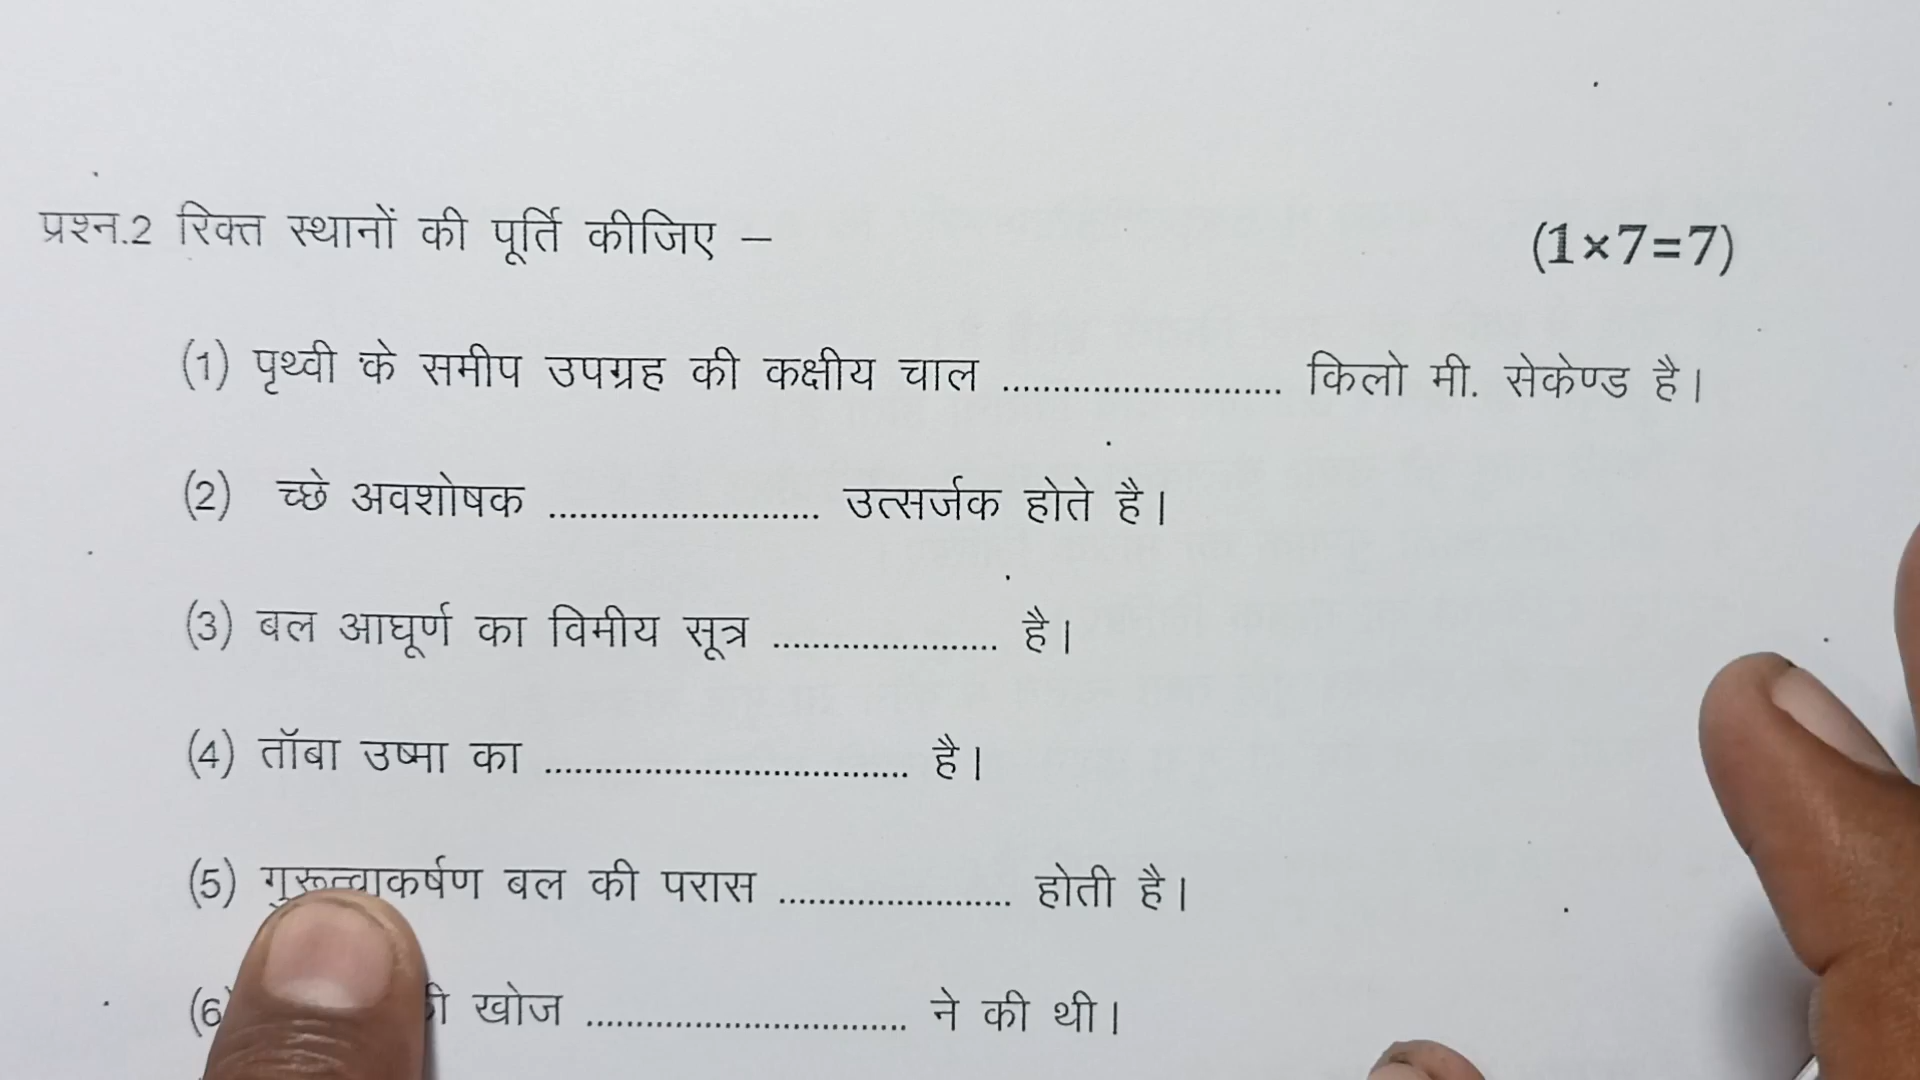 प्रश्न.2 रिक्त स्थानों की पूर्ति कीजिए – (1×7=7)
(1) पृथ्वी के समीप उपग्रह की कक्षीय चाल ............................ किलो मी. सेकेण्ड है।
(2) च्छे अवशोषक ........................... उत्सर्जक होते है।
(3) बल आघूर्ण का विमीय सूत्र ....................... है।
(4) ताॅबा उष्मा का .................................... है।
(5) गुरूत्वाकर्षण बल की परास ....................... होती है।
(6) की खोज ................................ ने की थी।